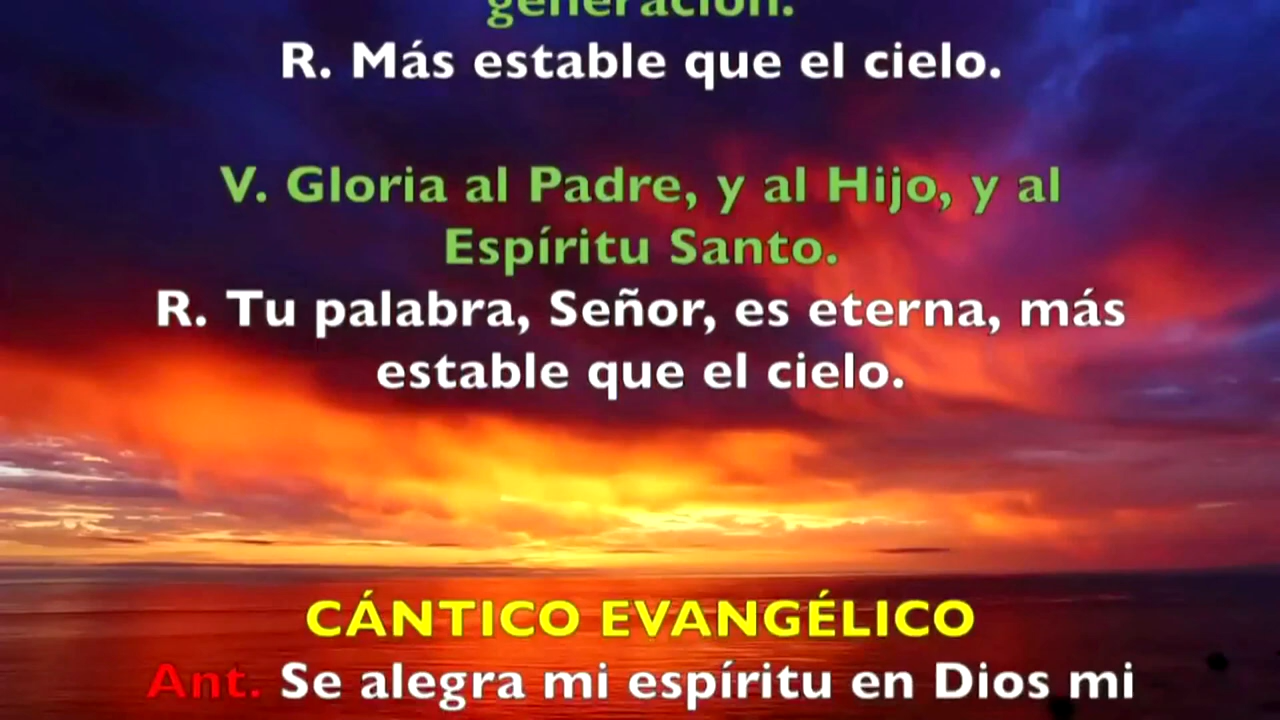 generación.
R. Más estable que el cielo.
V. Gloria al Padre, y al Hijo, y al
Espíritu Santo.
R. Tu palabra, Señor, es eterna, más
estable que el cielo.
CÁNTICO EVANGÉLICO
Ant. Se alegra mi espíritu en Dios mi